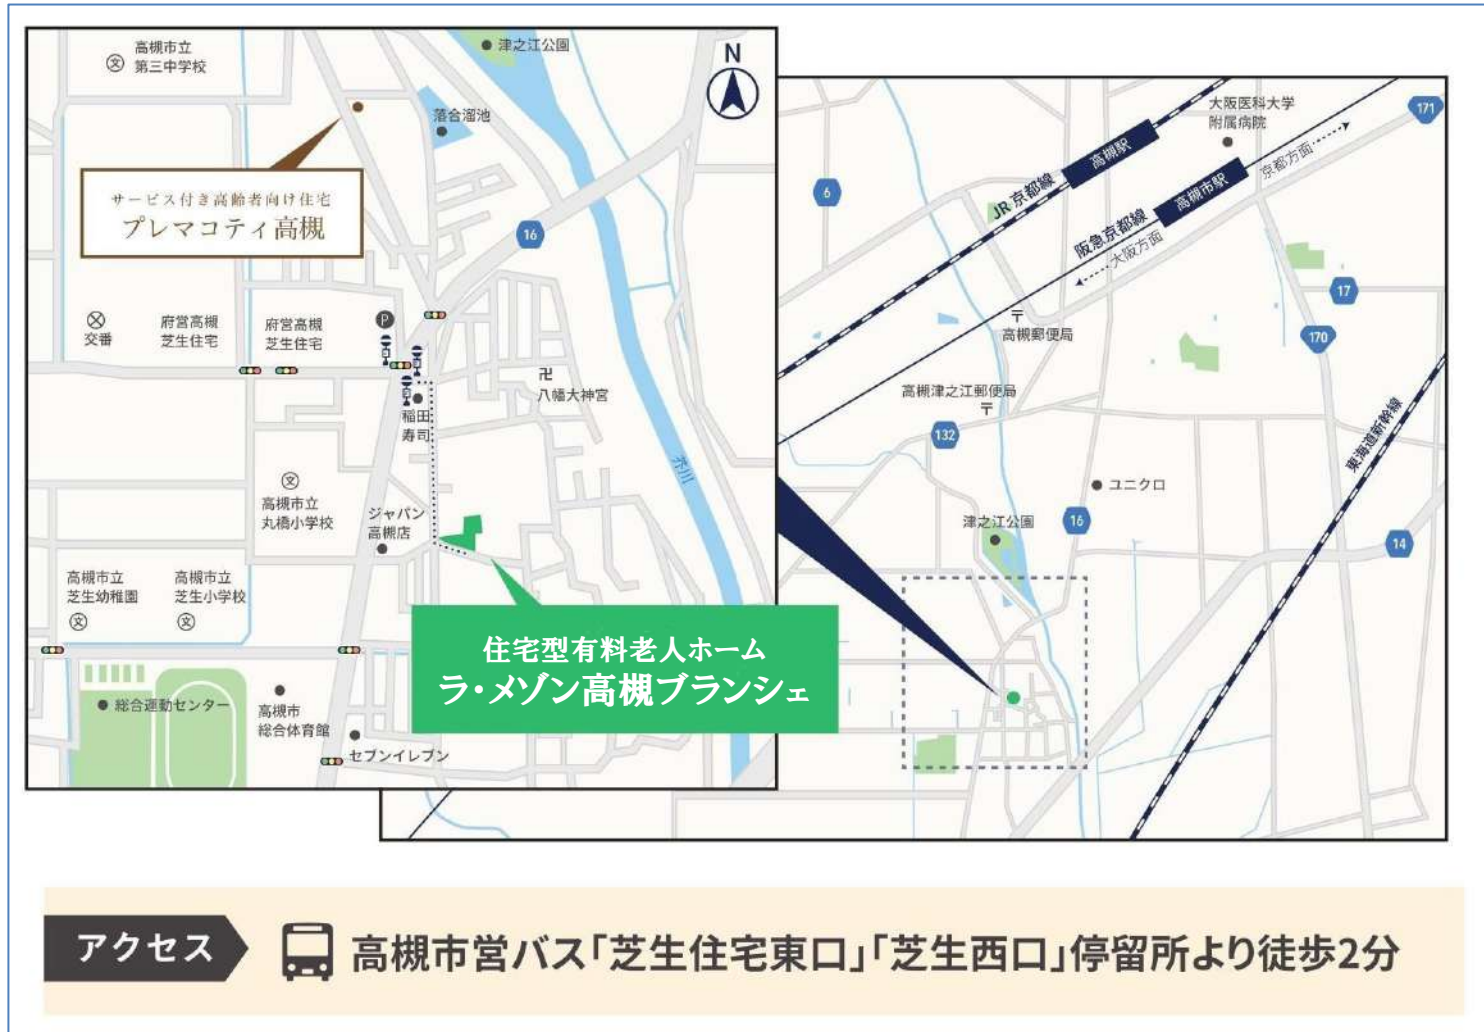 高槻市立
第三中学校
津之江公園
N
落合溜池
サービス付き高齢者向け住宅
プレマコティ高槻
16
交番
府営高槻
芝生住宅
府営高槻
芝生住宅
P
卍
八幡大神宮
稲田
寿司
芥川
文
高槻市立
丸橋小学校
ジャパン
高槻店
高槻市立
芝生幼稚園
文
高槻市立
芝生小学校
文
住宅型有料老人ホーム
ラ・メゾン高槻ブランシェ
総合運動センター
高槻市
総合体育館
セブンイレブン
大阪医科大学
附属病院
171
高槻駅
JR京都線
京都方面
高槻市駅
阪急京都線
大阪方面
6
17
〒
高槻郵便局
170
高槻津之江郵便局
〒
132
東海道新幹線
ユニクロ
16
津之江公園
14
アクセス
高槻市営バス「芝生住宅東口」「芝生西口」停留所より徒歩2分